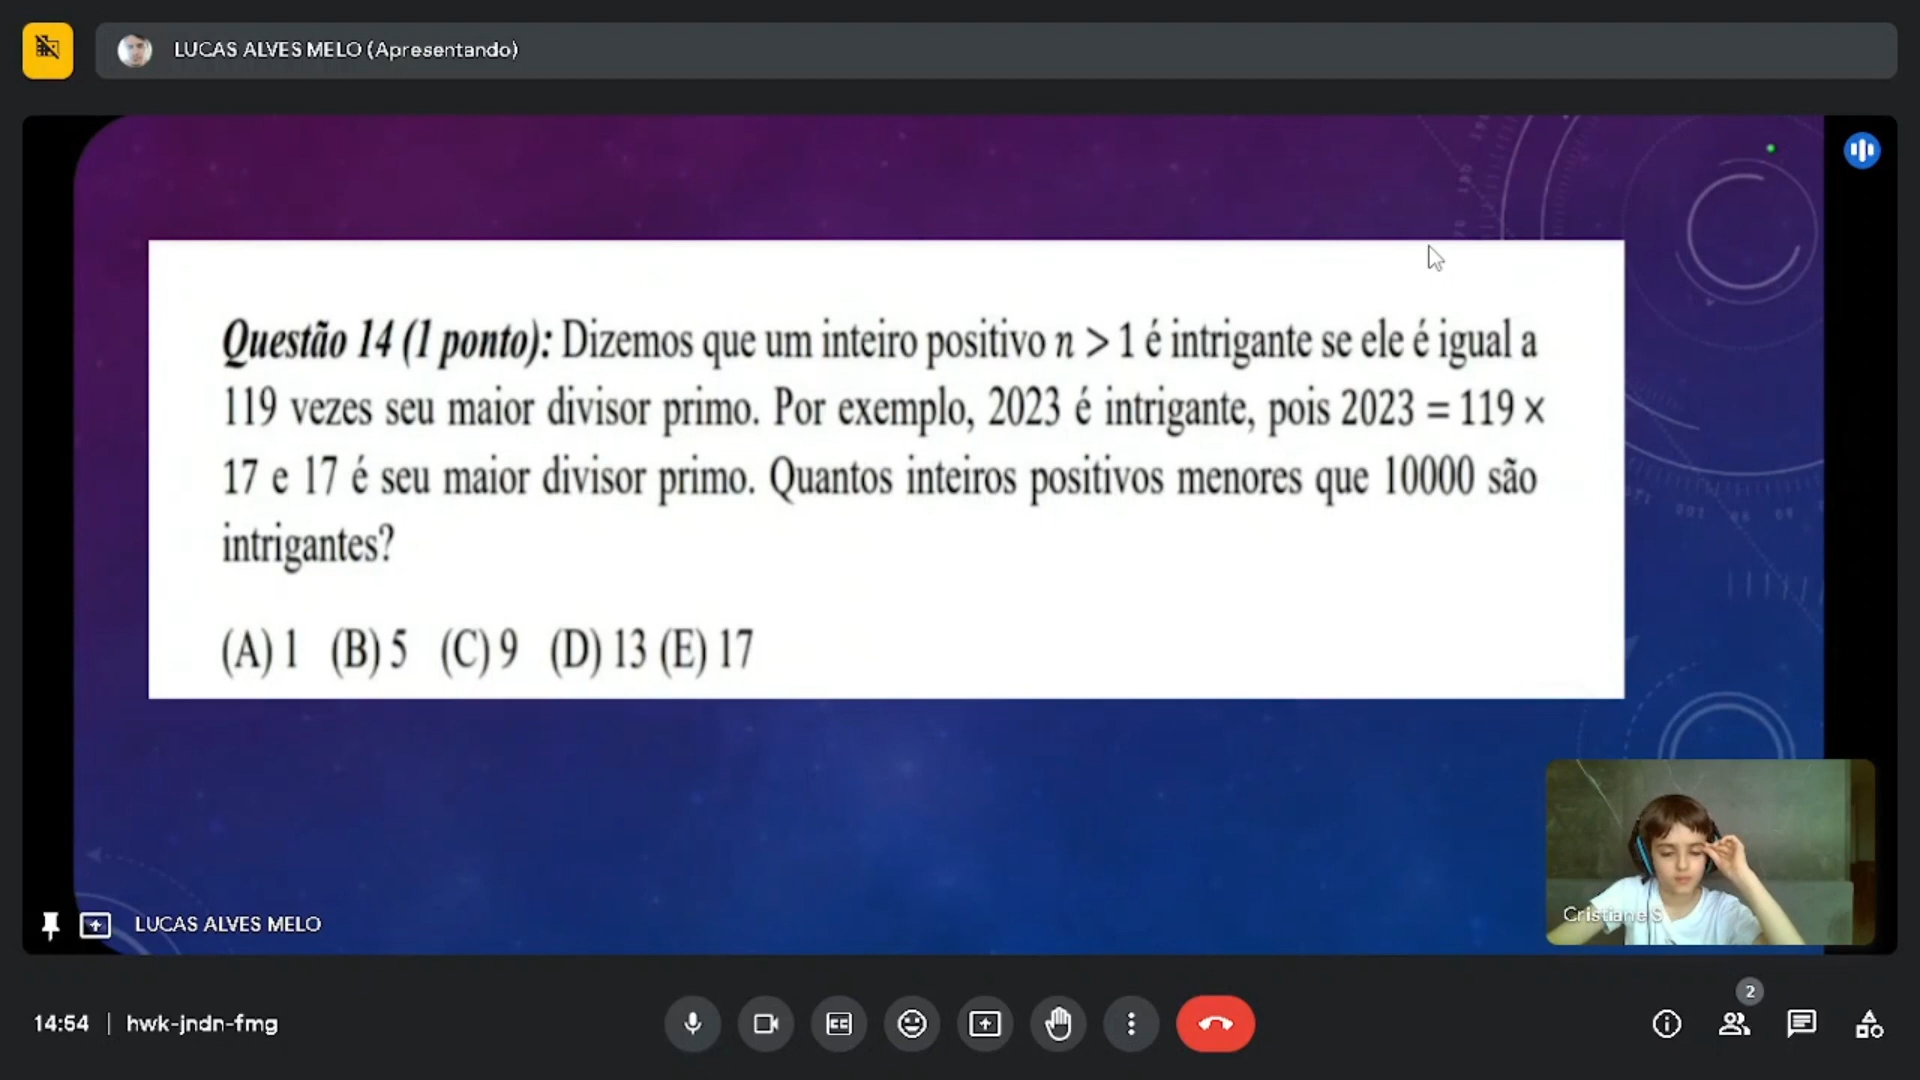 LUCAS ALVES MELO (Apresentando)
Questão 14 (1 ponto): Dizemos que um inteiro positivo n > 1 é intrigante se ele é igual a
119 vezes seu maior divisor primo. Por exemplo, 2023 é intrigante, pois 2023 = 119 ×
17 e 17 é seu maior divisor primo. Quantos inteiros positivos menores que 10000 são
intrigantes?
(A) 1 (B) 5 (C) 9 (D) 13 (E) 17
LUCAS ALVES MELO
Cristiane S
14:54 | hwk-jndn-fmg
CC
2